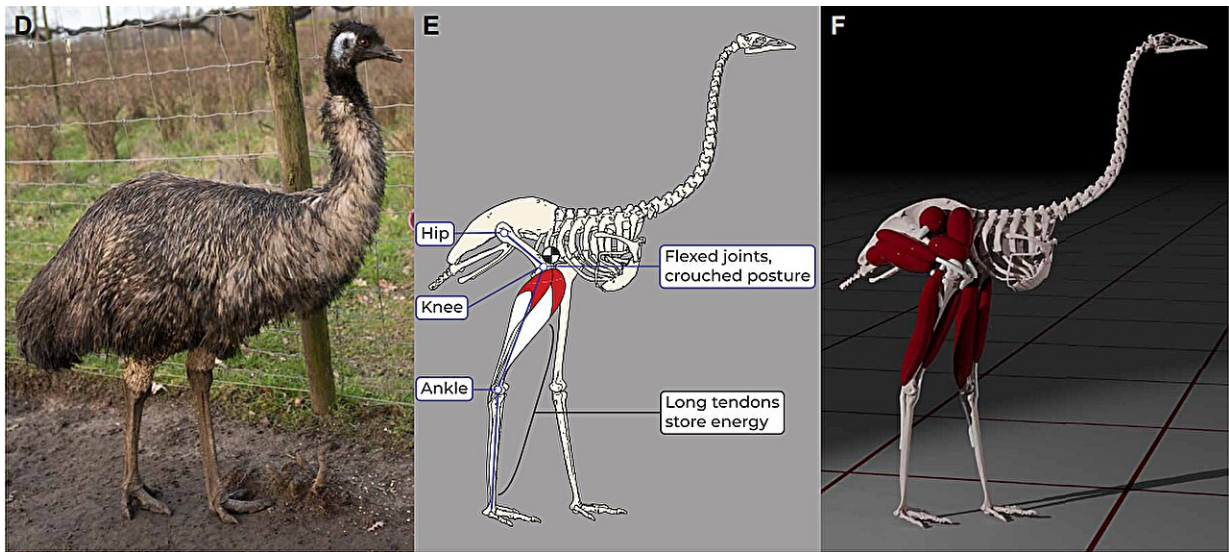 D
E
F
Hip
Knee
Ankle
Flexed joints,
crouched posture
Long tendons
store energy